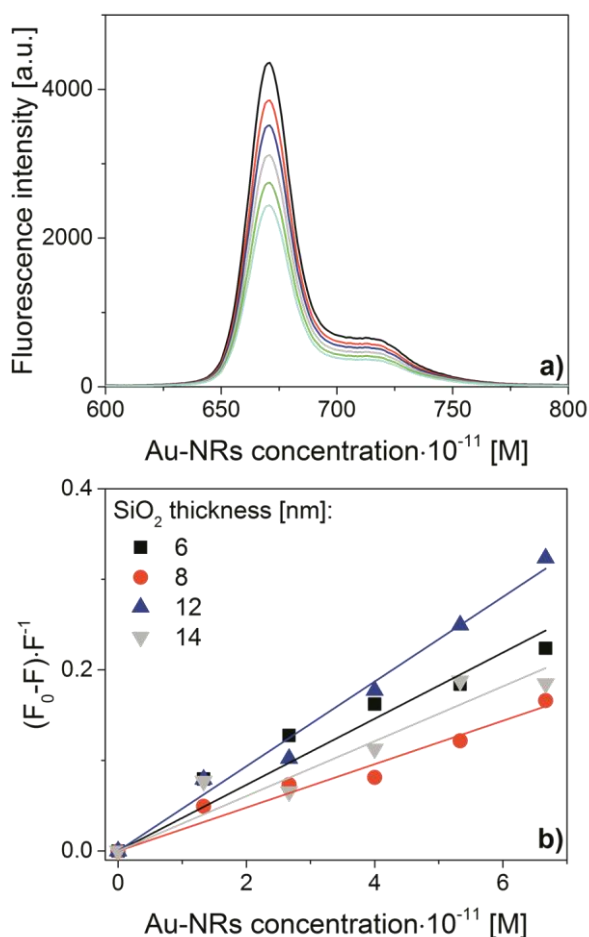 Fluorescence intensity [a.u.]
4000
2000
0
600 650 700 750 800
a)
Au-NRs concentration·10⁻¹¹ [M]
(F₀-F)·F⁻¹
0.4
0.2
0.0
SiO₂ thickness [nm]:
6
8
12
14
b)
0 2 4 6
Au-NRs concentration·10⁻¹¹ [M]